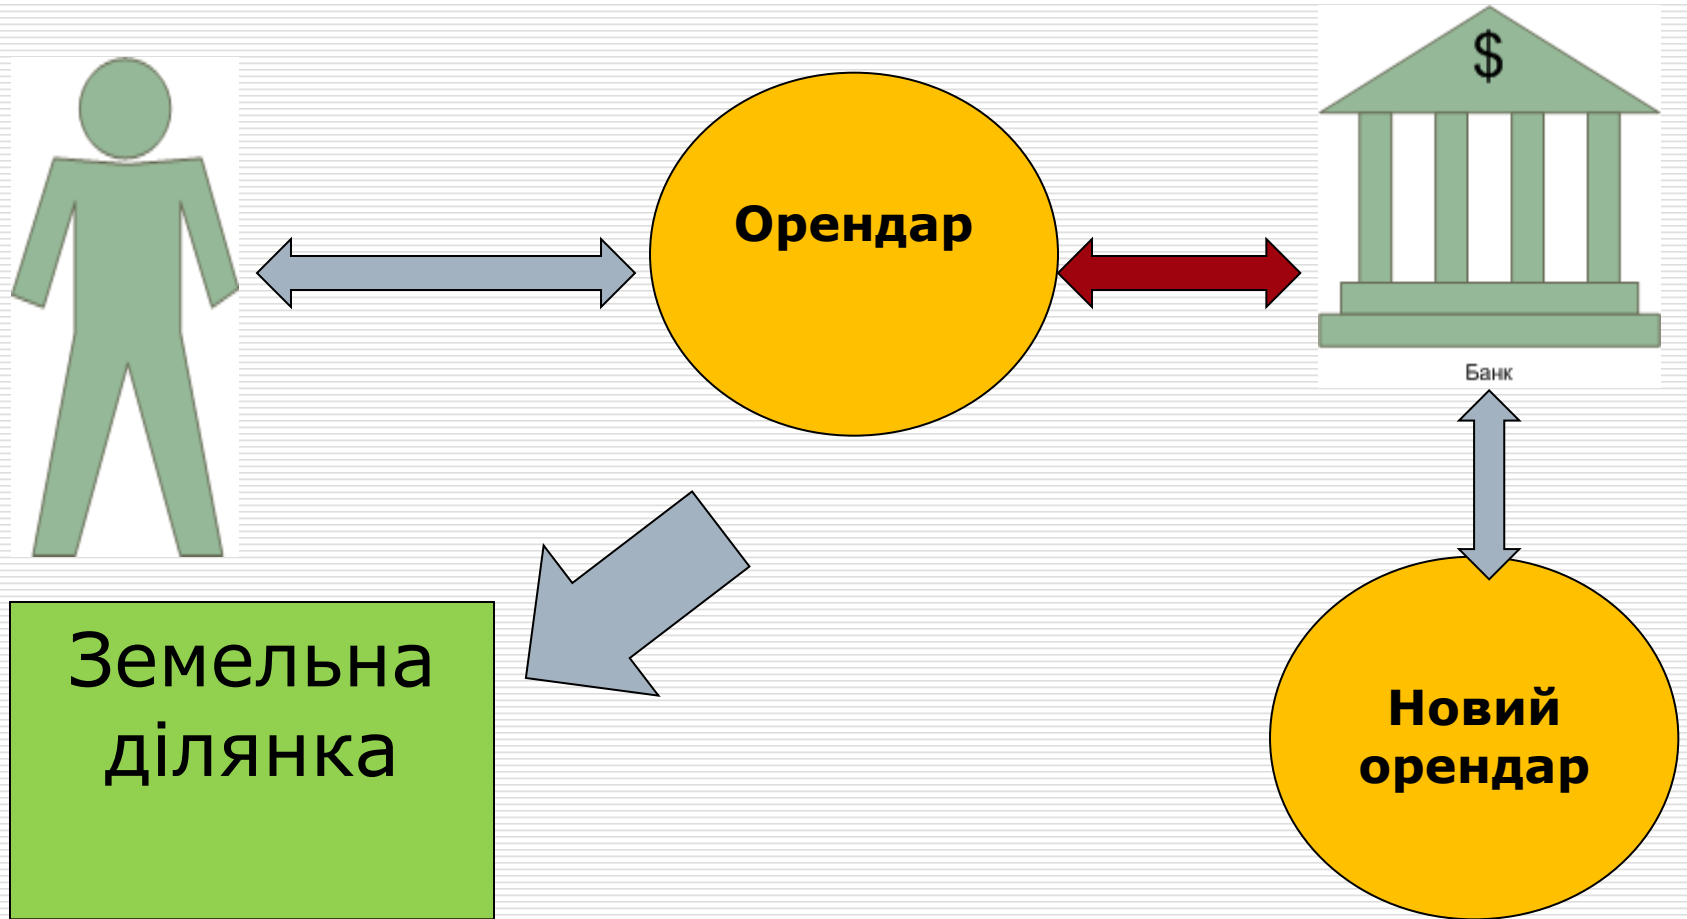 $
Орендар
Банк
Земельна
ділянка
Новий
орендар